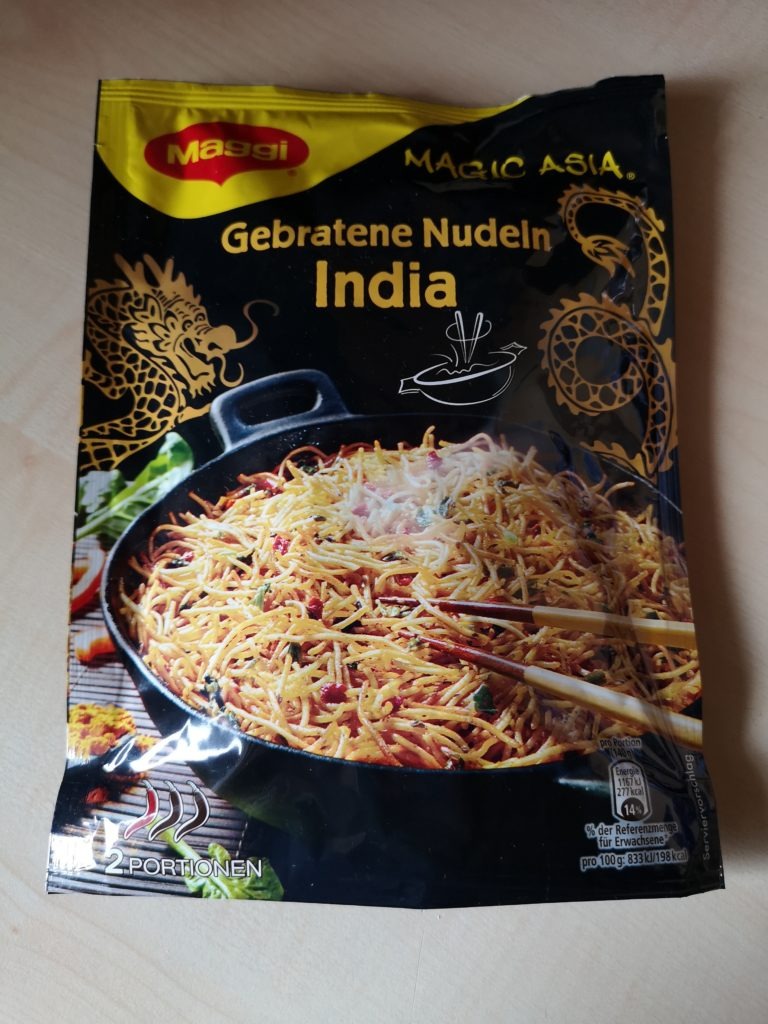 Maggi
MAGIC ASIA®
Gebratene Nudeln
India
pro Portion
(140g)
Energie
1167 kJ
277 kcal
14%
% der Referenzmenge
für Erwachsene*
pro 100g: 833 kJ/198 kcal
Serviervorschlag
2 PORTIONEN